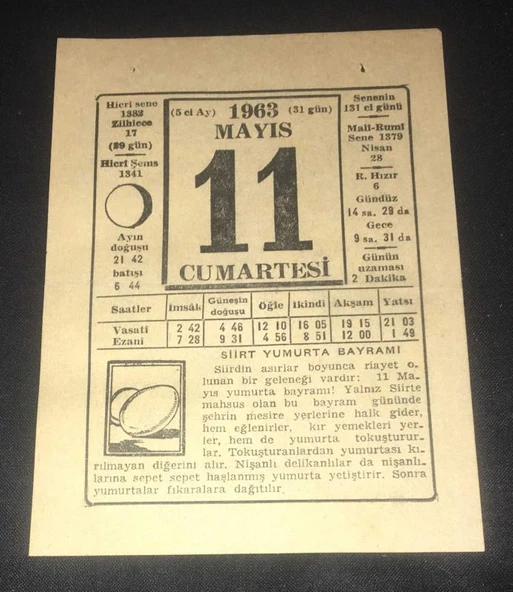 Hicri sene
1382
Zilhicce
17
(29 gün)
Hicri Şems
1341
Ayın
doğuşu
21 42
batışı
6 44
(5 ci Ay) 1963 (31 gün)
MAYIS
11
CUMARTESİ
Senenin
131 ci günü
Mali-Rumî
Sene 1379
Nisan
28
R. Hızır
6
Gündüz
14 sa. 29 da
Gece
9 sa. 31 da
Günün
uzaması
2 Dakika
Saatler İmsâk Güneşin doğuşu Öğle İkindi Akşam Yatsı
Vasati 2 42 4 46 12 10 16 05 19 15 21 03
Ezani 7 28 9 31 4 56 8 51 12 00 1 49
SİİRT YUMURTA BAYRAMI
Siirdin asırlar boyunca riayet o-
lunan bir geleneği vardır: 11 Ma-
yıs yumurta bayramı! Yalnız Siirte
mahsus olan bu bayram gününde
şehrin mesire yerlerine halk gider,
hem eğlenirler, kır yemekleri yer-
ler, hem de yumurta tokuşturur-
lar. Tokuşturanlardan yumurtası kı-
rılmayan diğerini alır. Nişanlı delikanlılar da nişanlı-
larına sepet sepet haşlanmış yumurta yetiştirir. Sonra
yumurtalar fıkaralara dağıtılır.